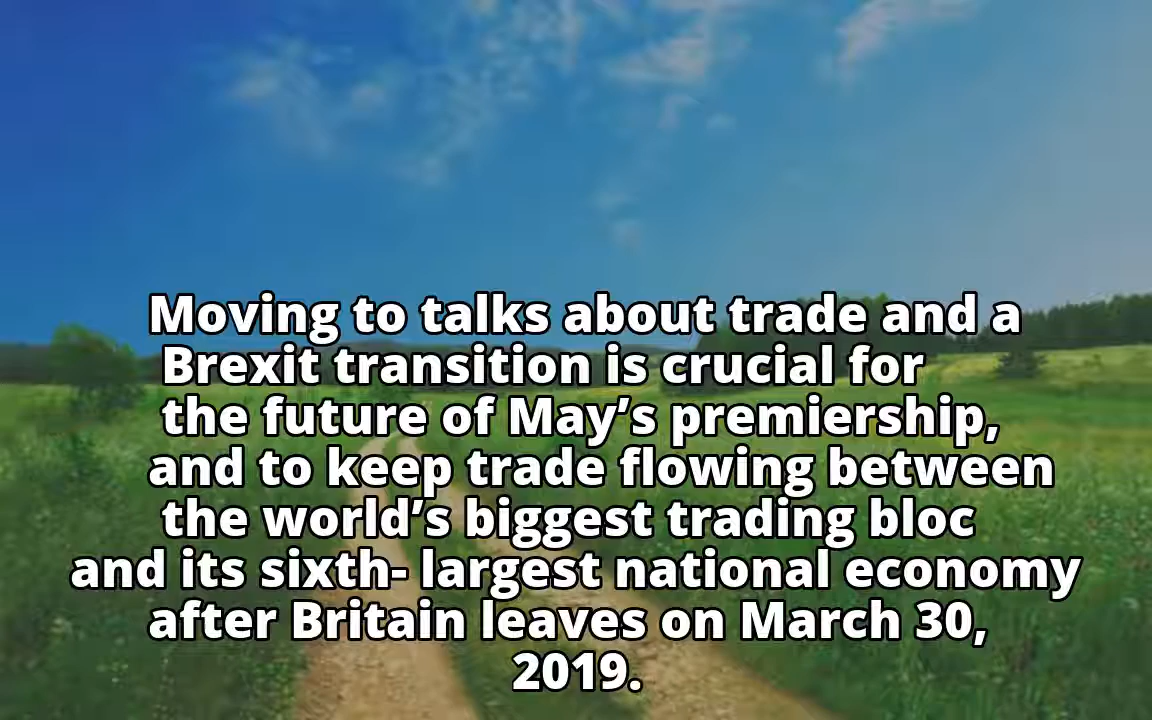 Moving to talks about trade and a
Brexit transition is crucial for
the future of May’s premiership,
and to keep trade flowing between
the world’s biggest trading bloc
and its sixth- largest national economy
after Britain leaves on March 30,
2019.